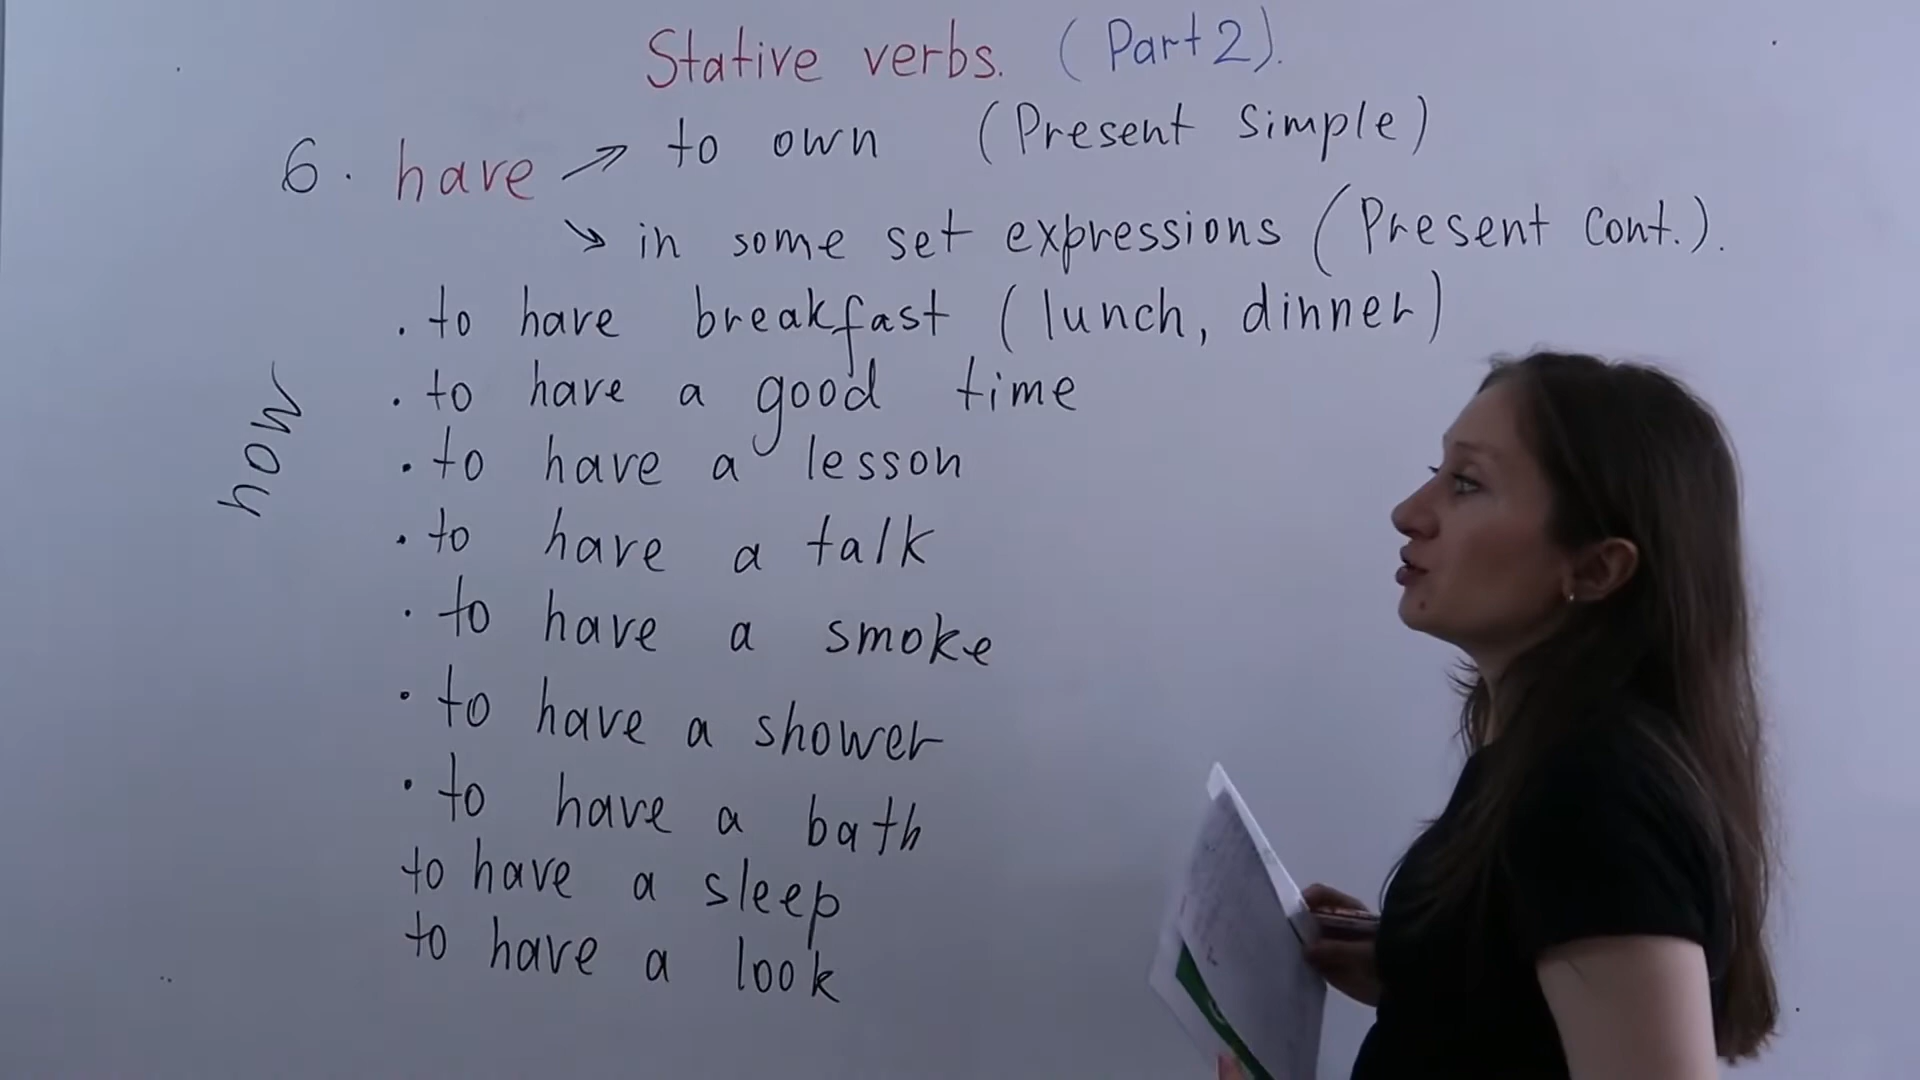 Stative verbs. (Part 2).
6. have → to own (Present Simple)
↘ in some set expressions (Present Cont.).
. to have breakfast (lunch, dinner)
. to have a good time
. to have a lesson
. to have a talk
. to have a smoke
. to have a shower
. to have a bath
to have a sleep
to have a look
how